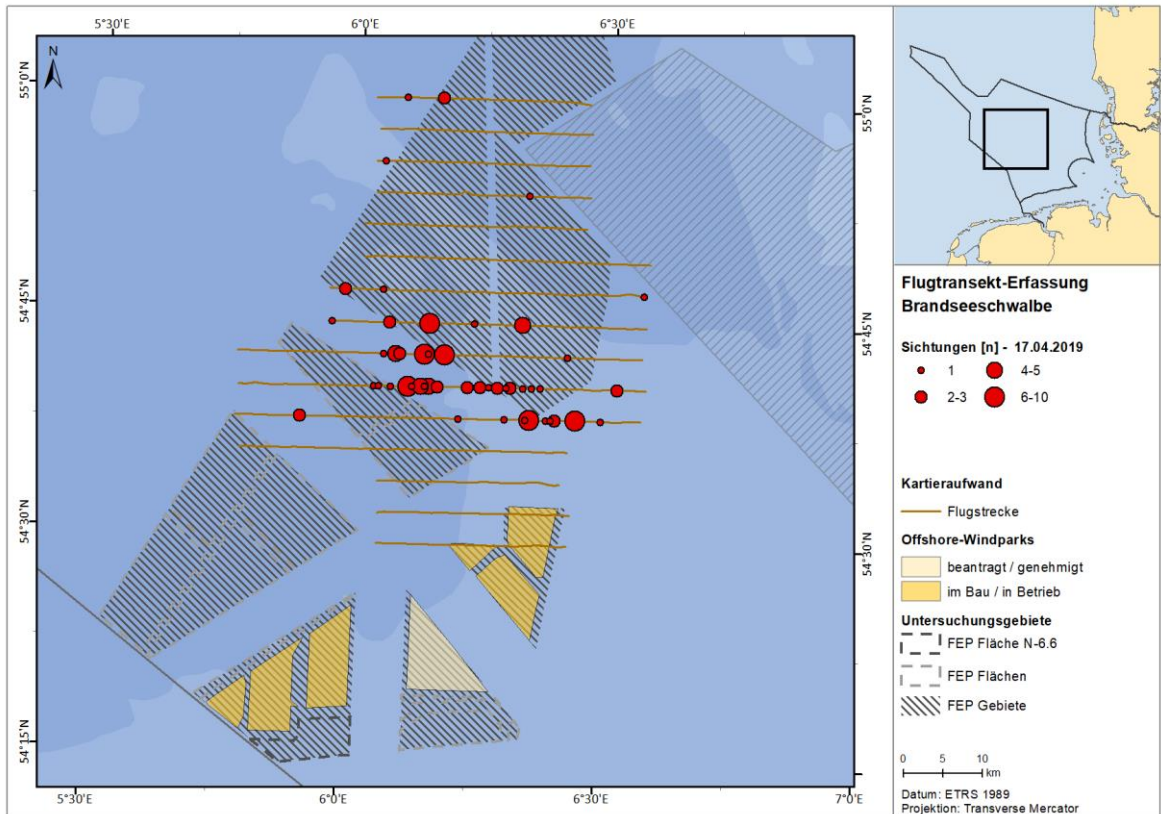 5°30'E
6°0'E
6°30'E
N
55°0'N
55°0'N
54°45'N
54°45'N
54°30'N
54°30'N
54°15'N
5°30'E
6°0'E
6°30'E
7°0'E
Flugtransekt-Erfassung
Brandseeschwalbe
Sichtungen [n] - 17.04.2019
1
4-5
2-3
6-10
Kartieraufwand
Flugstrecke
Offshore-Windparks
beantragt / genehmigt
im Bau / in Betrieb
Untersuchungsgebiete
FEP Fläche N-6.6
FEP Flächen
FEP Gebiete
0 5 10
km
Datum: ETRS 1989
Projektion: Transverse Mercator